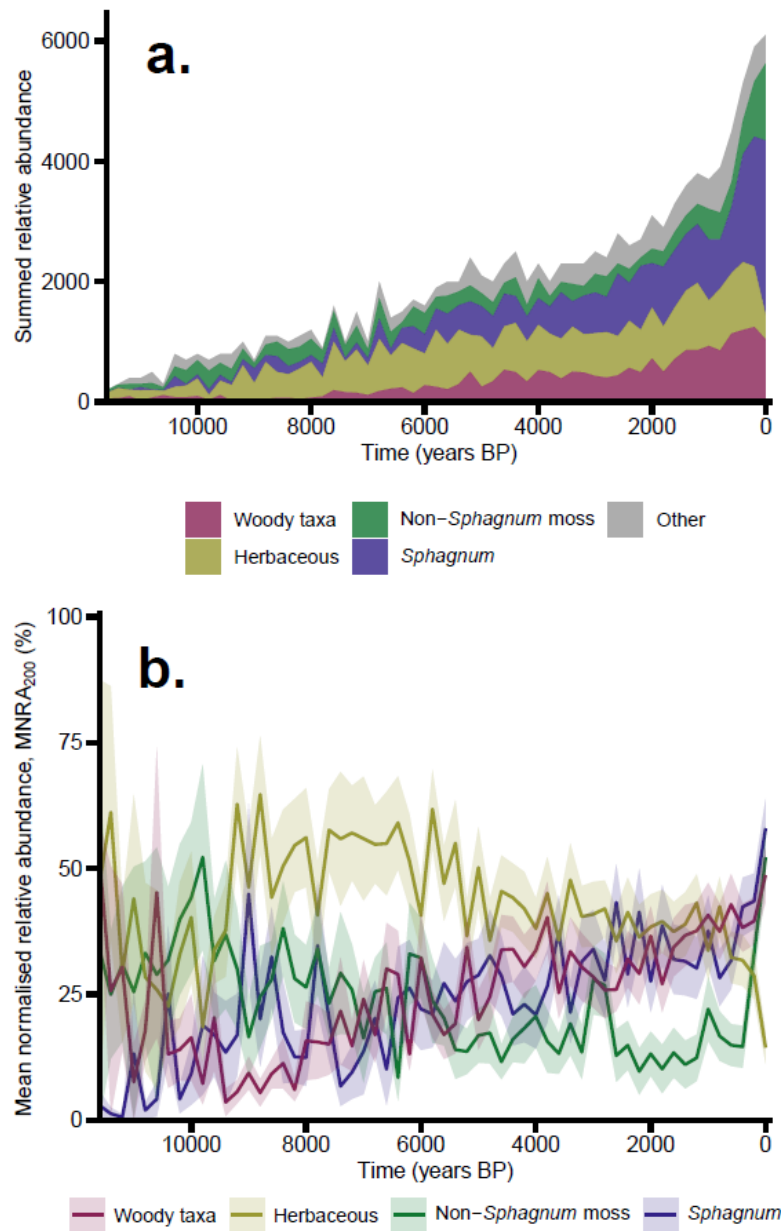 a.
Summed relative abundance
6000
4000
2000
0
10000 8000 6000 4000 2000 0
Time (years BP)
Woody taxa Non−Sphagnum moss Other
Herbaceous Sphagnum
b.
Mean normalised relative abundance, MNRA200 (%)
100
75
50
25
0
10000 8000 6000 4000 2000 0
Time (years BP)
Woody taxa Herbaceous Non−Sphagnum moss Sphagnum